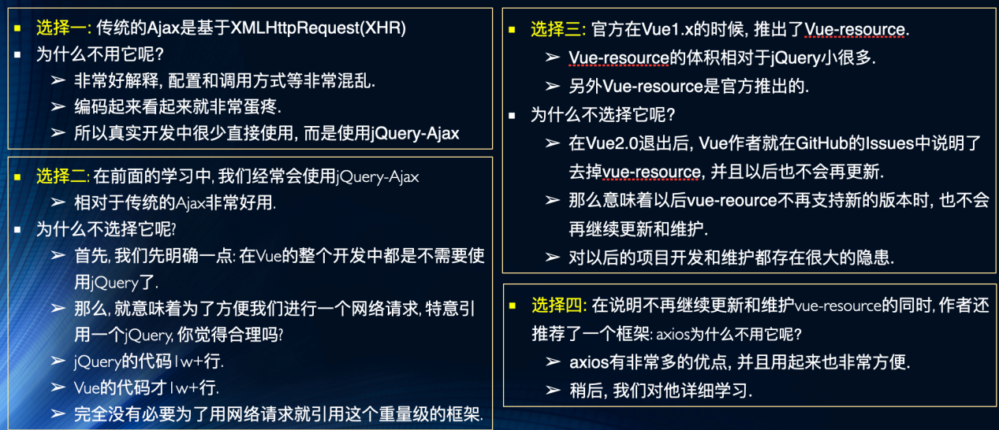 选择一: 传统的Ajax是基于XMLHttpRequest(XHR)
为什么不用它呢?
非常好解释, 配置和调用方式等非常混乱.
编码起来看起来就非常蛋疼.
所以真实开发中很少直接使用, 而是使用jQuery-Ajax
选择二: 在前面的学习中, 我们经常会使用jQuery-Ajax
相对于传统的Ajax非常好用.
为什么不选择它呢?
首先, 我们先明确一点: 在Vue的整个开发中都是不需要使
用jQuery了.
那么, 就意味着为了方便我们进行一个网络请求, 特意引
用一个jQuery, 你觉得合理吗?
jQuery的代码1w+行.
Vue的代码才1w+行.
完全没有必要为了用网络请求就引用这个重量级的框架.
选择三: 官方在Vue1.x的时候, 推出了Vue-resource.
Vue-resource的体积相对于jQuery小很多.
另外Vue-resource是官方推出的.
为什么不选择它呢?
在Vue2.0退出后, Vue作者就在GitHub的Issues中说明了
去掉vue-resource, 并且以后也不会再更新.
那么意味着以后vue-reource不再支持新的版本时, 也不会
再继续更新和维护.
对以后的项目开发和维护都存在很大的隐患.
选择四: 在说明不再继续更新和维护vue-resource的同时, 作者还
推荐了一个框架: axios为什么不用它呢?
axios有非常多的优点, 并且用起来也非常方便.
稍后, 我们对他详细学习.